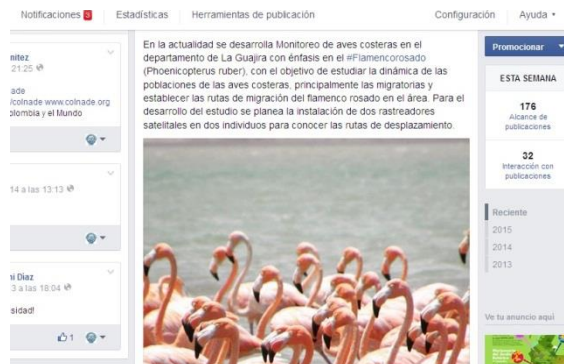 Notificaciones 3 Estadísticas Herramientas de publicación Configuración Ayuda
nitez
21:25
nade
/colnade www.colnade.org
olombia y el Mundo
14 a las 13:13
ni Diaz
3 a las 18:04
sidad!
1
En la actualidad se desarrolla Monitoreo de aves costeras en el
departamento de La Guajira con énfasis en el #Flamencorosado
(Phoenicopterus ruber), con el objetivo de estudiar la dinámica de las
poblaciones de las aves costeras, principalmente las migratorias y
establecer las rutas de migración del flamenco rosado en el área. Para el
desarrollo del estudio se planea la instalación de dos rastreadores
satelitales en dos individuos para conocer las rutas de desplazamiento.
Promocionar
ESTA SEMANA
176
Alcance de
publicaciones
32
Interacción con
publicaciones
Reciente
2015
2014
2013
Ve tu anuncio aquí